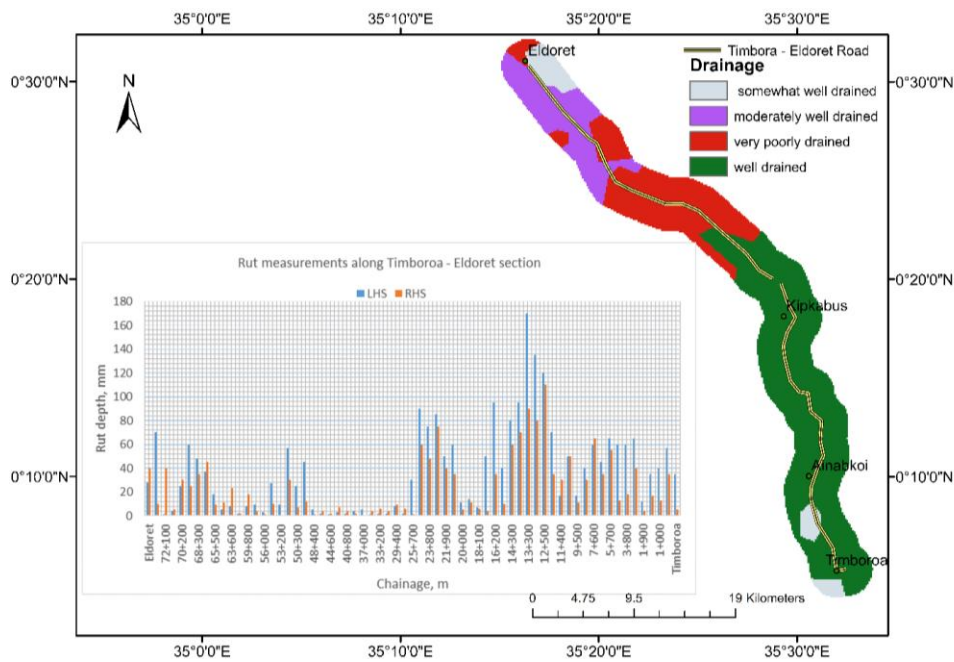 35°0'0"E 35°10'0"E 35°20'0"E 35°30'0"E
0°30'0"N
0°20'0"N
0°10'0"N
N
Eldoret
Timbora - Eldoret Road
Drainage
somewhat well drained
moderately well drained
very poorly drained
well drained
0°30'0"N
0°20'0"N
0°10'0"N
Kipkabus
Ainabkoi
Timboroa
Rut measurements along Timboroa - Eldoret section
LHS RHS
180
160
140
120
100
80
60
40
20
0
Rut depth, mm
Eldoret 72+100 70+200 68+300 65+500 63+600 59+800 56+000 53+200 50+300 48+400 44+600 40+800 37+000 33+200 29+400 25+700 23+800 20+000 18+100 16+200 14+300 13+300 12+500 11+400 9+500 7+600 5+700 3+800 1+900 1+000 Timboroa
Chainage, m
0 4.75 9.5 19 Kilometers
35°0'0"E 35°10'0"E 35°20'0"E 35°30'0"E